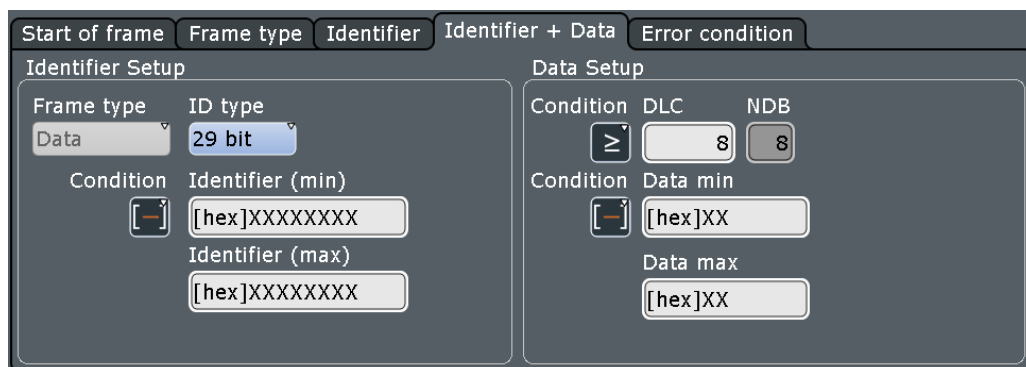 Start of frame Frame type Identifier Identifier + Data Error condition
Identifier Setup
Frame type ID type
Data 29 bit
Condition Identifier (min)
[−] [hex]XXXXXXXX
Identifier (max)
[hex]XXXXXXXX
Data Setup
Condition DLC NDB
≥ 8 8
Condition Data min
[−] [hex]XX
Data max
[hex]XX